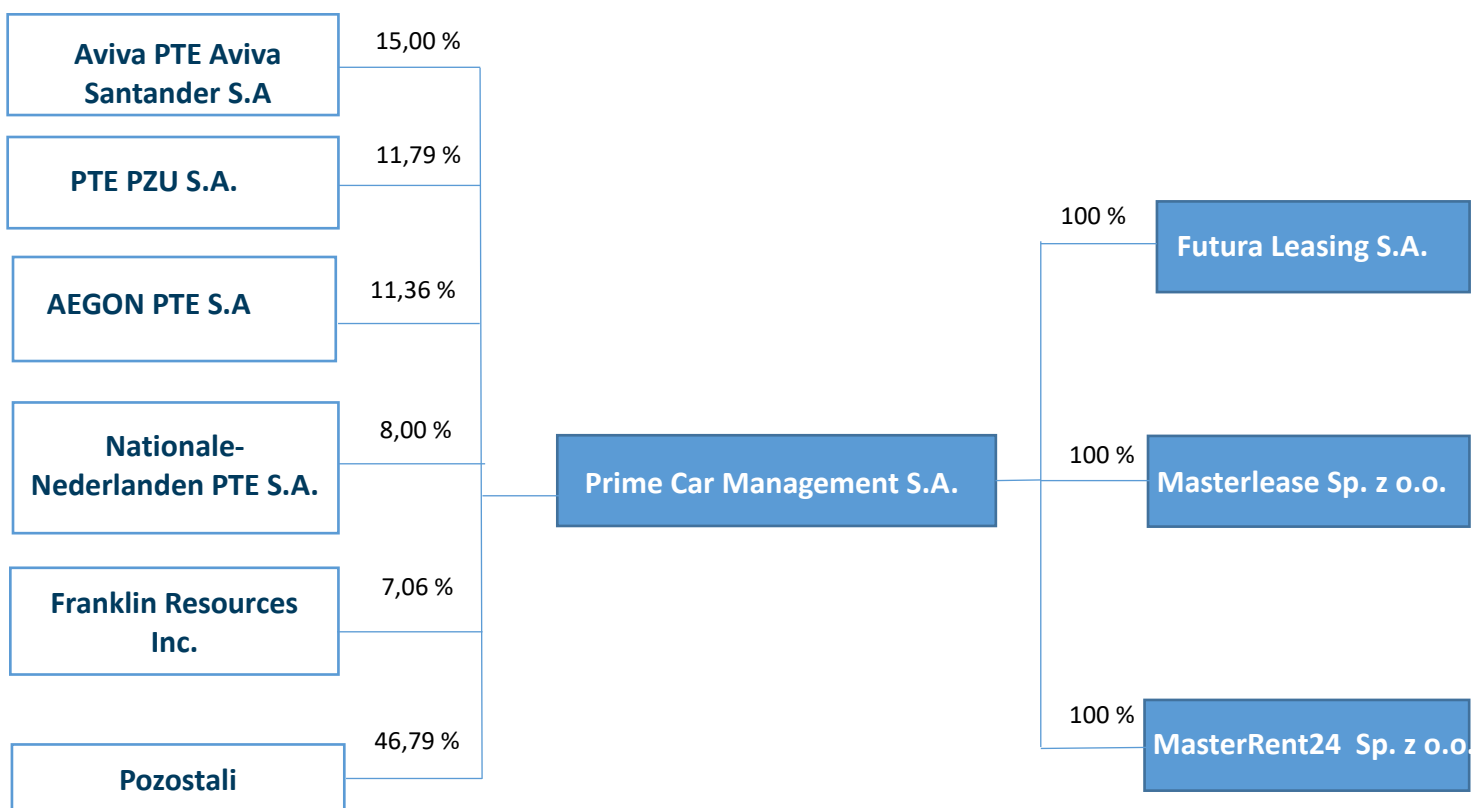 Aviva PTE Aviva
Santander S.A
15,00 %
PTE PZU S.A.
11,79 %
AEGON PTE S.A
11,36 %
Nationale-
Nederlanden PTE S.A.
8,00 %
Franklin Resources
Inc.
7,06 %
Pozostali
46,79 %
Prime Car Management S.A.
100 %
Futura Leasing S.A.
100 %
Masterlease Sp. z o.o.
100 %
MasterRent24 Sp. z o.o.